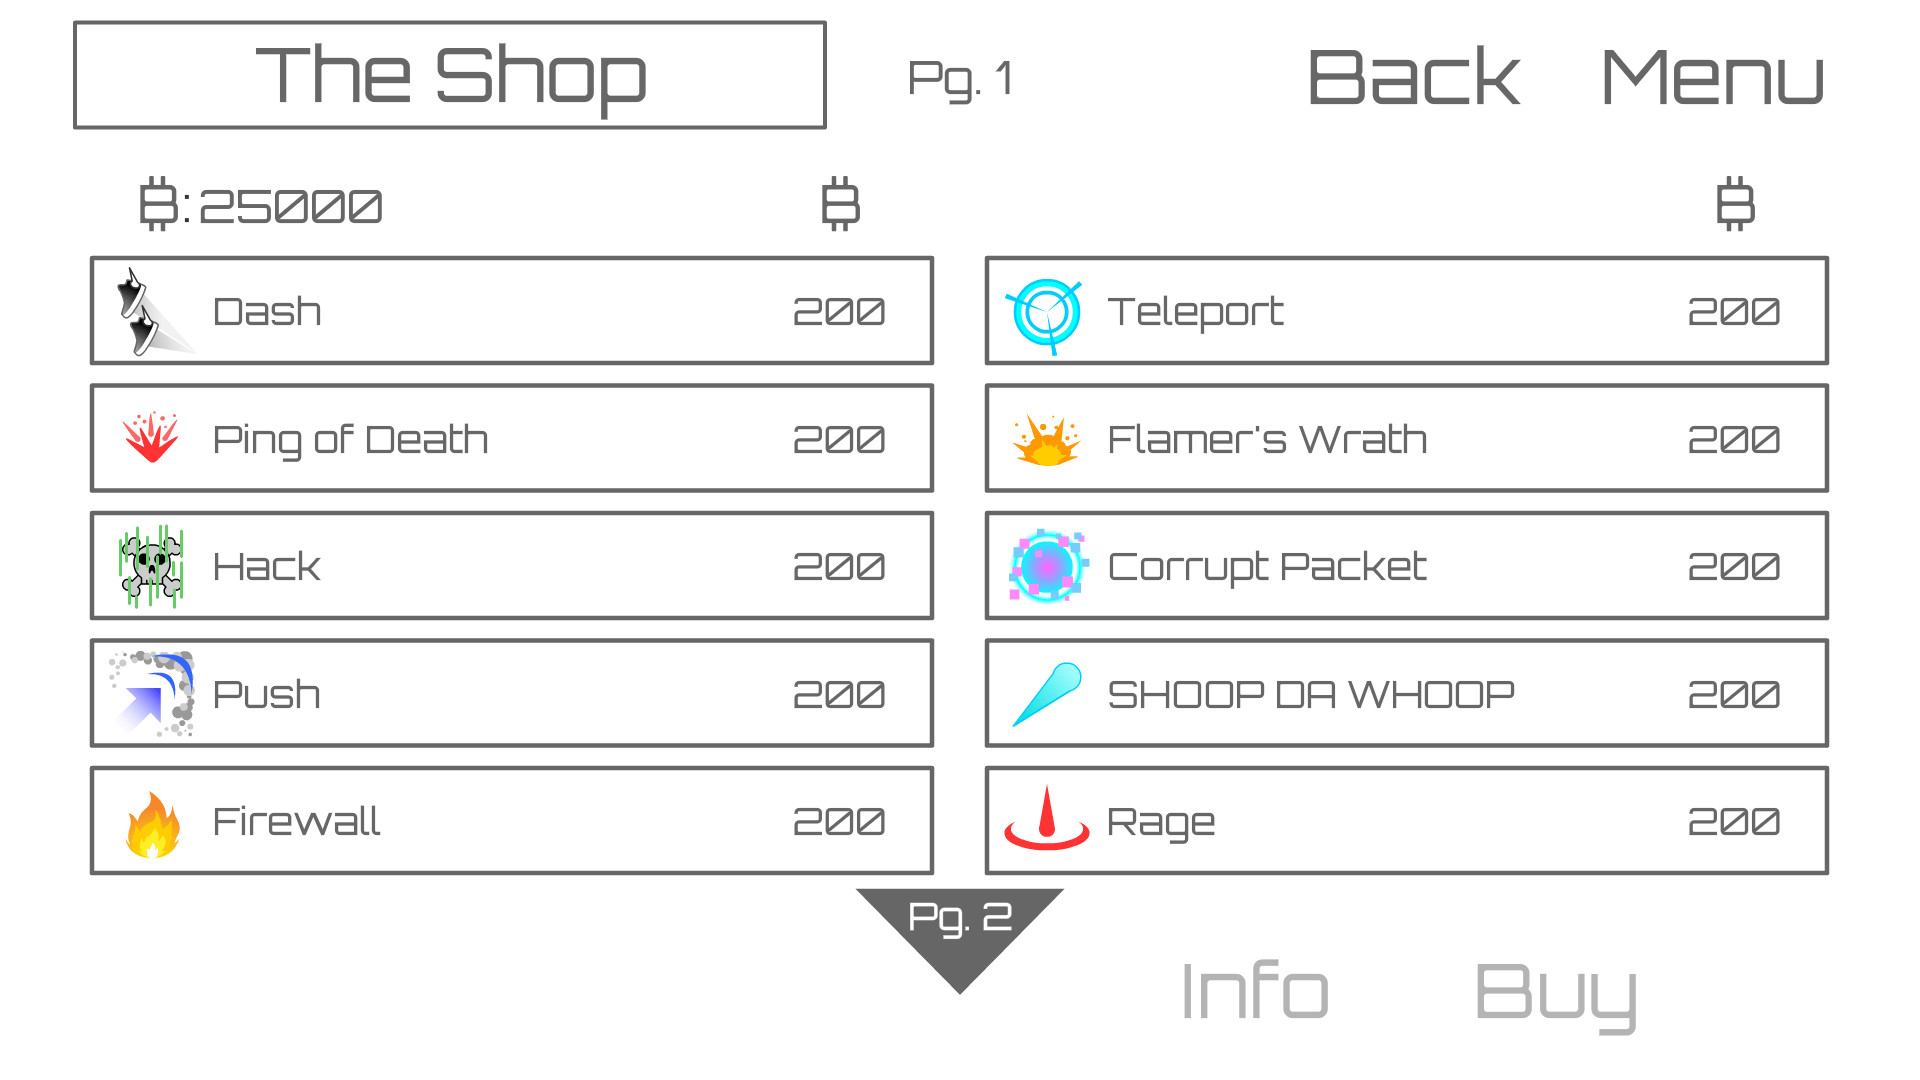 The Shop
Pg. 1
Back
Menu
₿: 25000
₿
₿
Dash 200
Teleport 200
Ping of Death 200
Flamer's Wrath 200
Hack 200
Corrupt Packet 200
Push 200
SHOOP DA WHOOP 200
Firewall 200
Rage 200
Pg. 2
Info
Buy